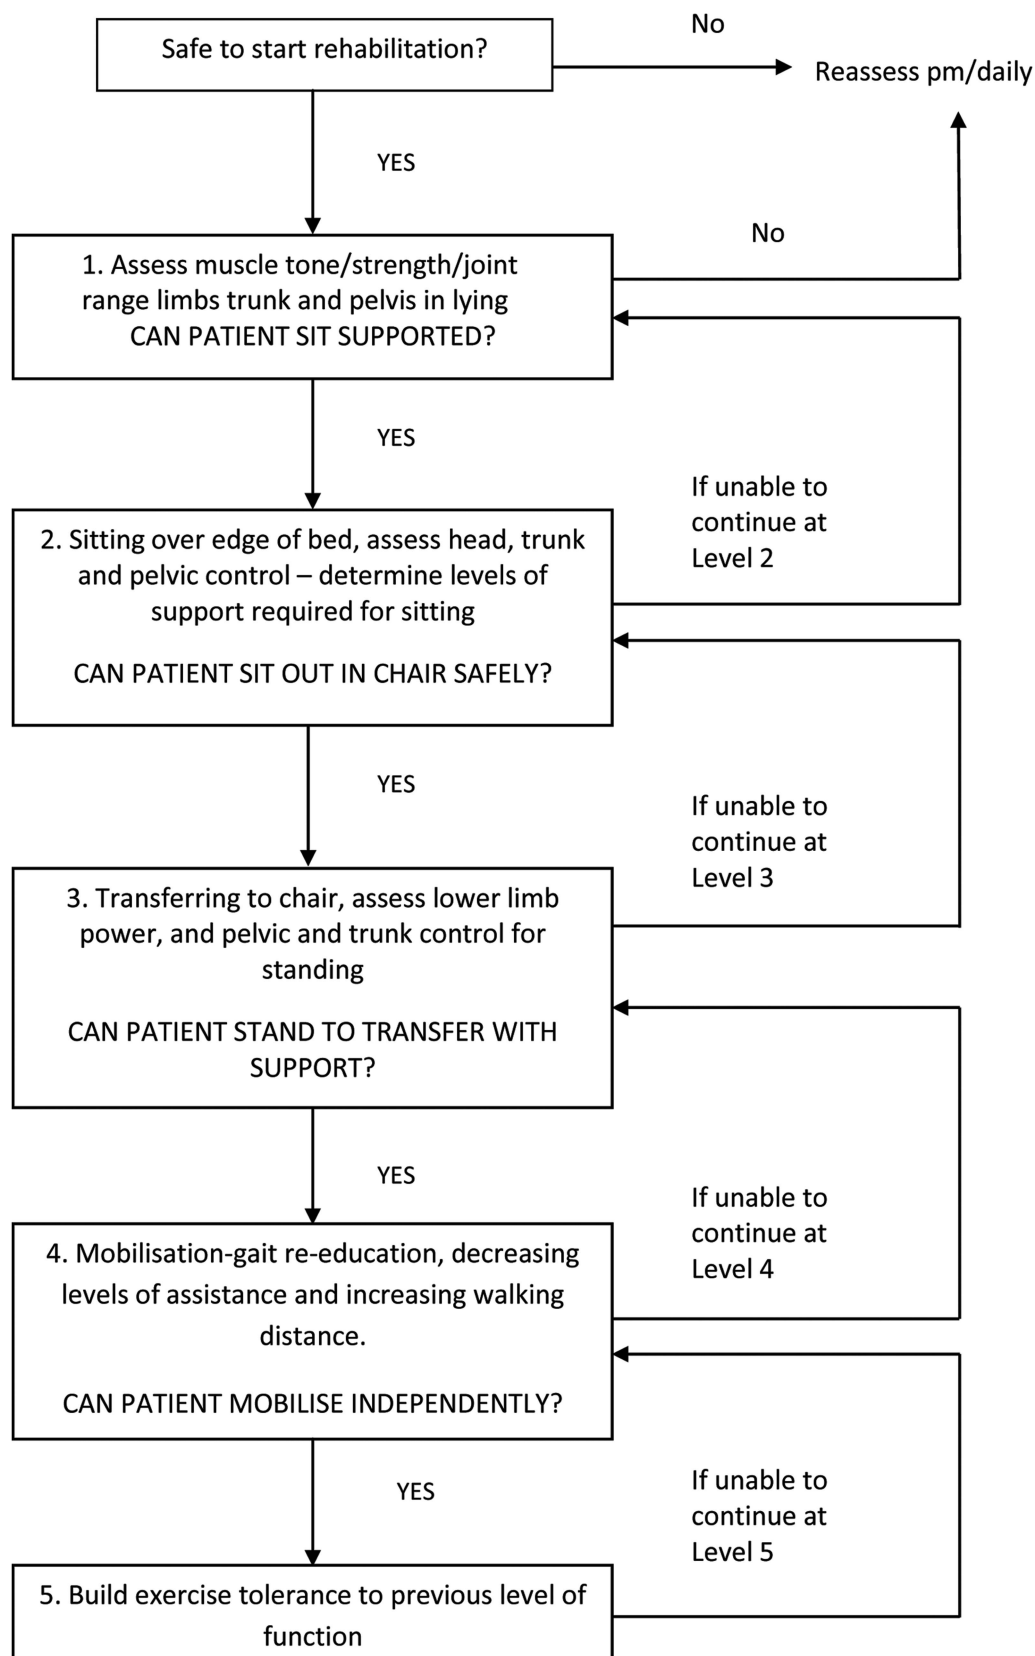 Safe to start rehabilitation?
No
Reassess pm/daily
YES
No
1. Assess muscle tone/strength/joint
range limbs trunk and pelvis in lying
CAN PATIENT SIT SUPPORTED?
YES
If unable to
continue at
Level 2
2. Sitting over edge of bed, assess head, trunk
and pelvic control – determine levels of
support required for sitting
CAN PATIENT SIT OUT IN CHAIR SAFELY?
YES
If unable to
continue at
Level 3
3. Transferring to chair, assess lower limb
power, and pelvic and trunk control for
standing
CAN PATIENT STAND TO TRANSFER WITH
SUPPORT?
YES
If unable to
continue at
Level 4
4. Mobilisation-gait re-education, decreasing
levels of assistance and increasing walking
distance.
CAN PATIENT MOBILISE INDEPENDENTLY?
YES
If unable to
continue at
Level 5
5. Build exercise tolerance to previous level of
function